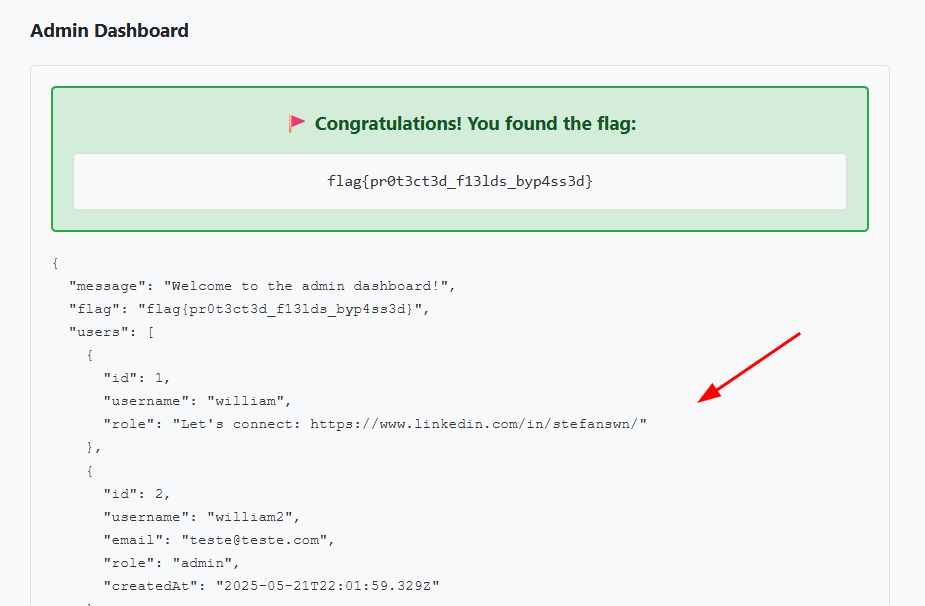 Admin Dashboard
Congratulations! You found the flag:
flag{pr0t3ct3d_f13lds_byp4ss3d}
{
"message": "Welcome to the admin dashboard!",
"flag": "flag{pr0t3ct3d_f13lds_byp4ss3d}",
"users": [
{
"id": 1,
"username": "william",
"role": "Let's connect: https://www.linkedin.com/in/stefanswn/"
},
{
"id": 2,
"username": "william2",
"email": "teste@teste.com",
"role": "admin",
"createdAt": "2025-05-21T22:01:59.329Z"